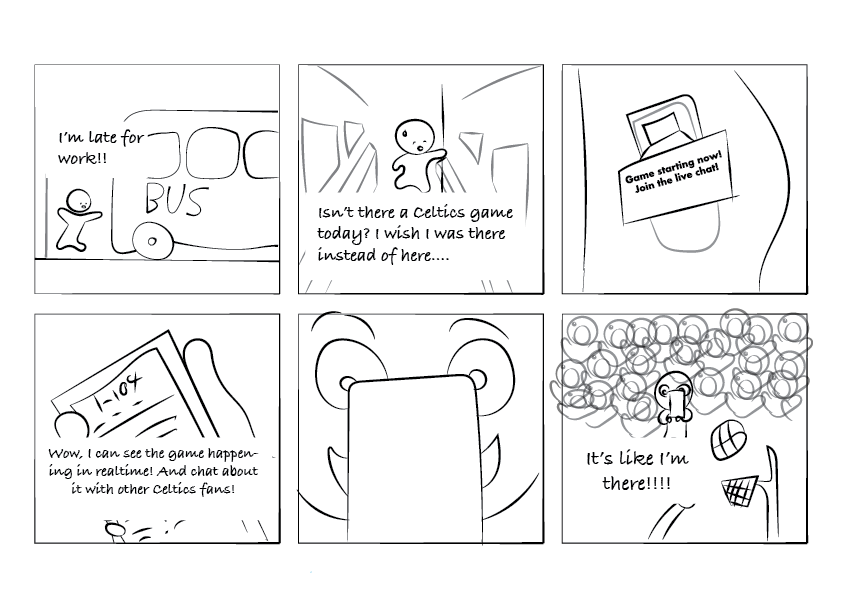 I'm late for
work!!
BUS
Isn't there a Celtics game
today? I wish I was there
instead of here....
Game starting now!
Join the live chat!
1-104
Wow, I can see the game happen-
ing in realtime! And chat about
it with other Celtics fans!
It's like I'm
there!!!!